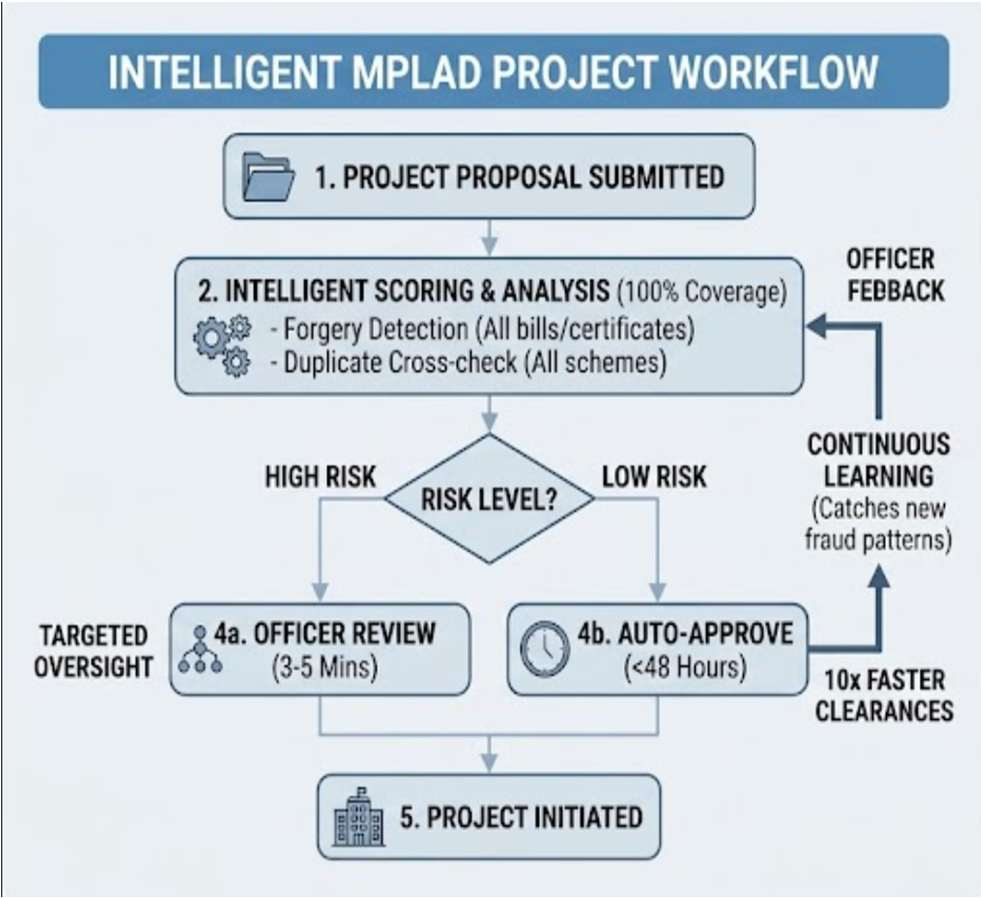 INTELLIGENT MPLAD PROJECT WORKFLOW
1. PROJECT PROPOSAL SUBMITTED
2. INTELLIGENT SCORING & ANALYSIS (100% Coverage)
- Forgery Detection (All bills/certificates)
- Duplicate Cross-check (All schemes)
OFFICER
FEBBACK
HIGH RISK
RISK LEVEL?
LOW RISK
CONTINUOUS
LEARNING
(Catches new
fraud patterns)
TARGETED
OVERSIGHT
4a. OFFICER REVIEW
(3-5 Mins)
4b. AUTO-APPROVE
(<48 Hours)
10x FASTER
CLEARANCES
5. PROJECT INITIATED